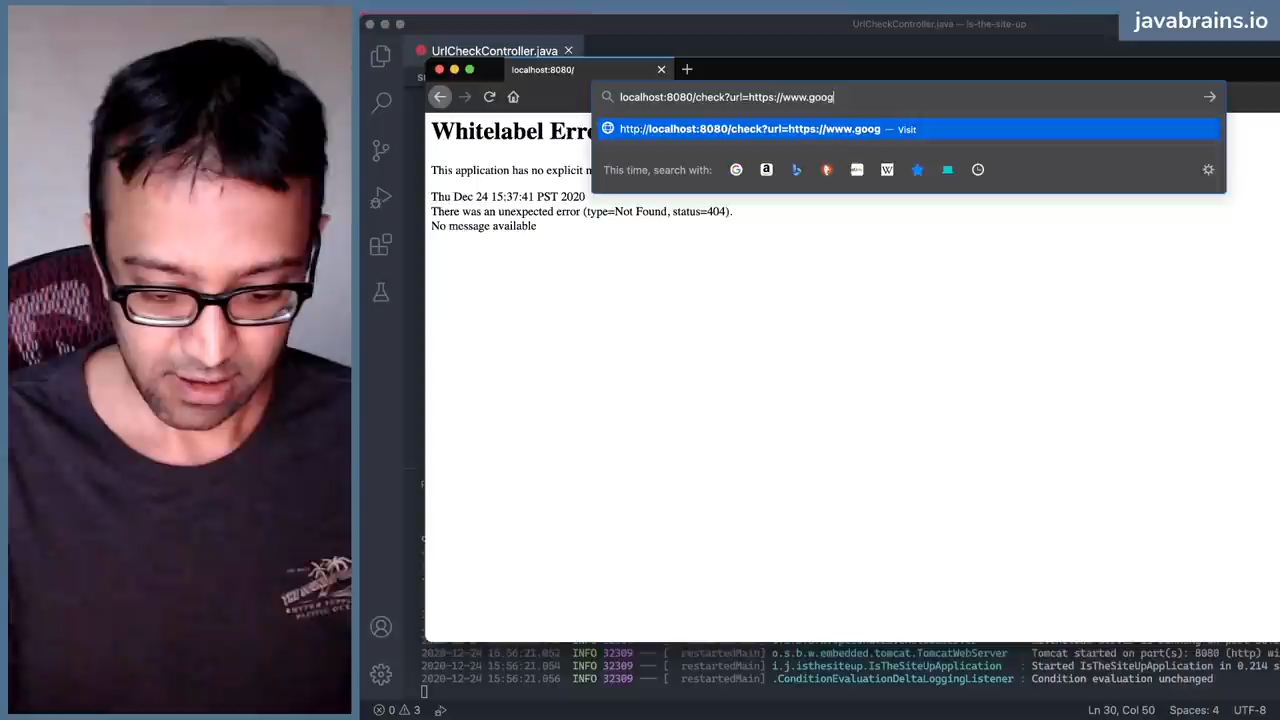 UrlCheckController.java — is-the-site-up
javabrains.io
UrlCheckController.java
localhost:8080/
localhost:8080/check?url=https://www.goog
http://localhost:8080/check?url=https://www.goog — Visit
This time, search with:
Whitelabel Erro
This application has no explicit m
Thu Dec 24 15:37:41 PST 2020
There was an unexpected error (type=Not Found, status=404).
No message available
2020-12-24 15:56:21.052 INFO 32309 --- [ restartedMain] o.s.b.w.embedded.tomcat.TomcatWebServer : Tomcat started on port(s): 8080 (http) wi
2020-12-24 15:56:21.054 INFO 32309 --- [ restartedMain] i.j.isthesiteup.IsTheSiteUpApplication : Started IsTheSiteUpApplication in 0.214 s
2020-12-24 15:56:21.056 INFO 32309 --- [ restartedMain] .ConditionEvaluationDeltaLoggingListener : Condition evaluation unchanged
0 3
Ln 30, Col 50 Spaces: 4 UTF-8